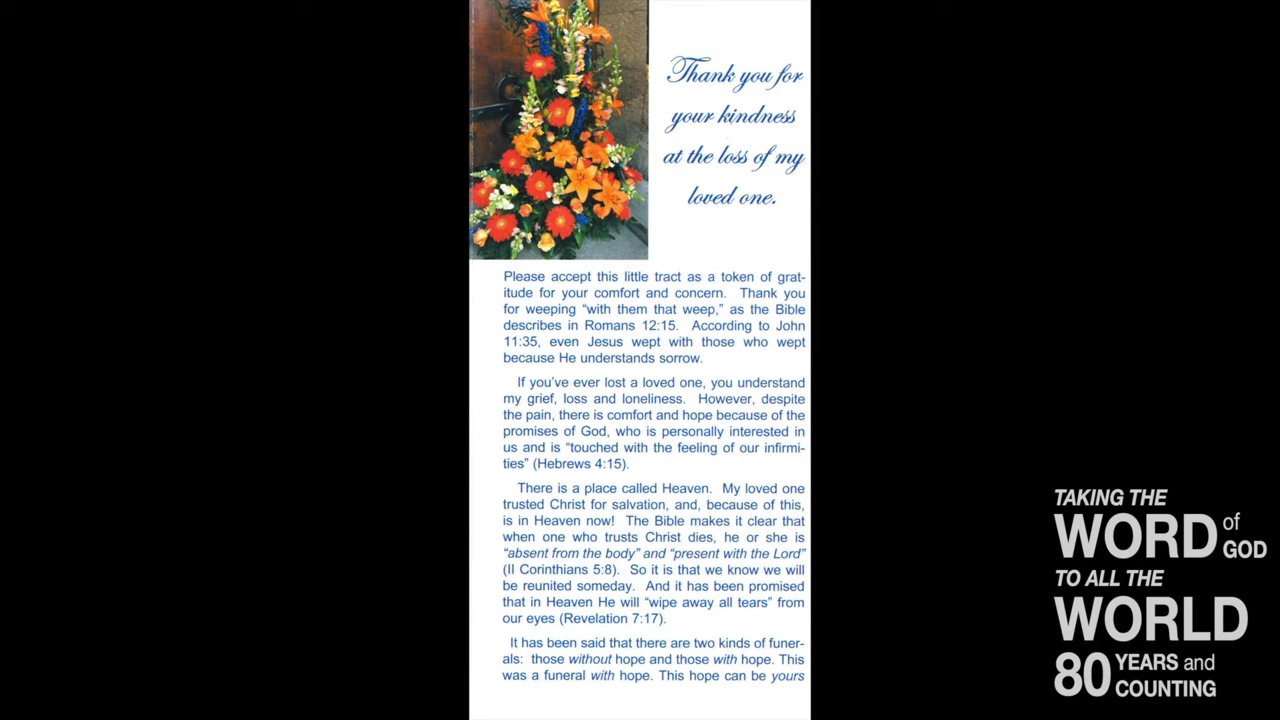 Thank you for
your kindness
at the loss of my
loved one.
Please accept this little tract as a token of grat-
itude for your comfort and concern. Thank you
for weeping “with them that weep,” as the Bible
describes in Romans 12:15. According to John
11:35, even Jesus wept with those who wept
because He understands sorrow.
If you’ve ever lost a loved one, you understand
my grief, loss and loneliness. However, despite
the pain, there is comfort and hope because of the
promises of God, who is personally interested in
us and is “touched with the feeling of our infirmi-
ties” (Hebrews 4:15).
There is a place called Heaven. My loved one
trusted Christ for salvation, and, because of this,
is in Heaven now! The Bible makes it clear that
when one who trusts Christ dies, he or she is
“absent from the body” and “present with the Lord”
(II Corinthians 5:8). So it is that we know we will
be reunited someday. And it has been promised
that in Heaven He will “wipe away all tears” from
our eyes (Revelation 7:17).
It has been said that there are two kinds of funer-
als: those without hope and those with hope. This
was a funeral with hope. This hope can be yours
TAKING THE
WORD of GOD
TO ALL THE
WORLD
80 YEARS and COUNTING